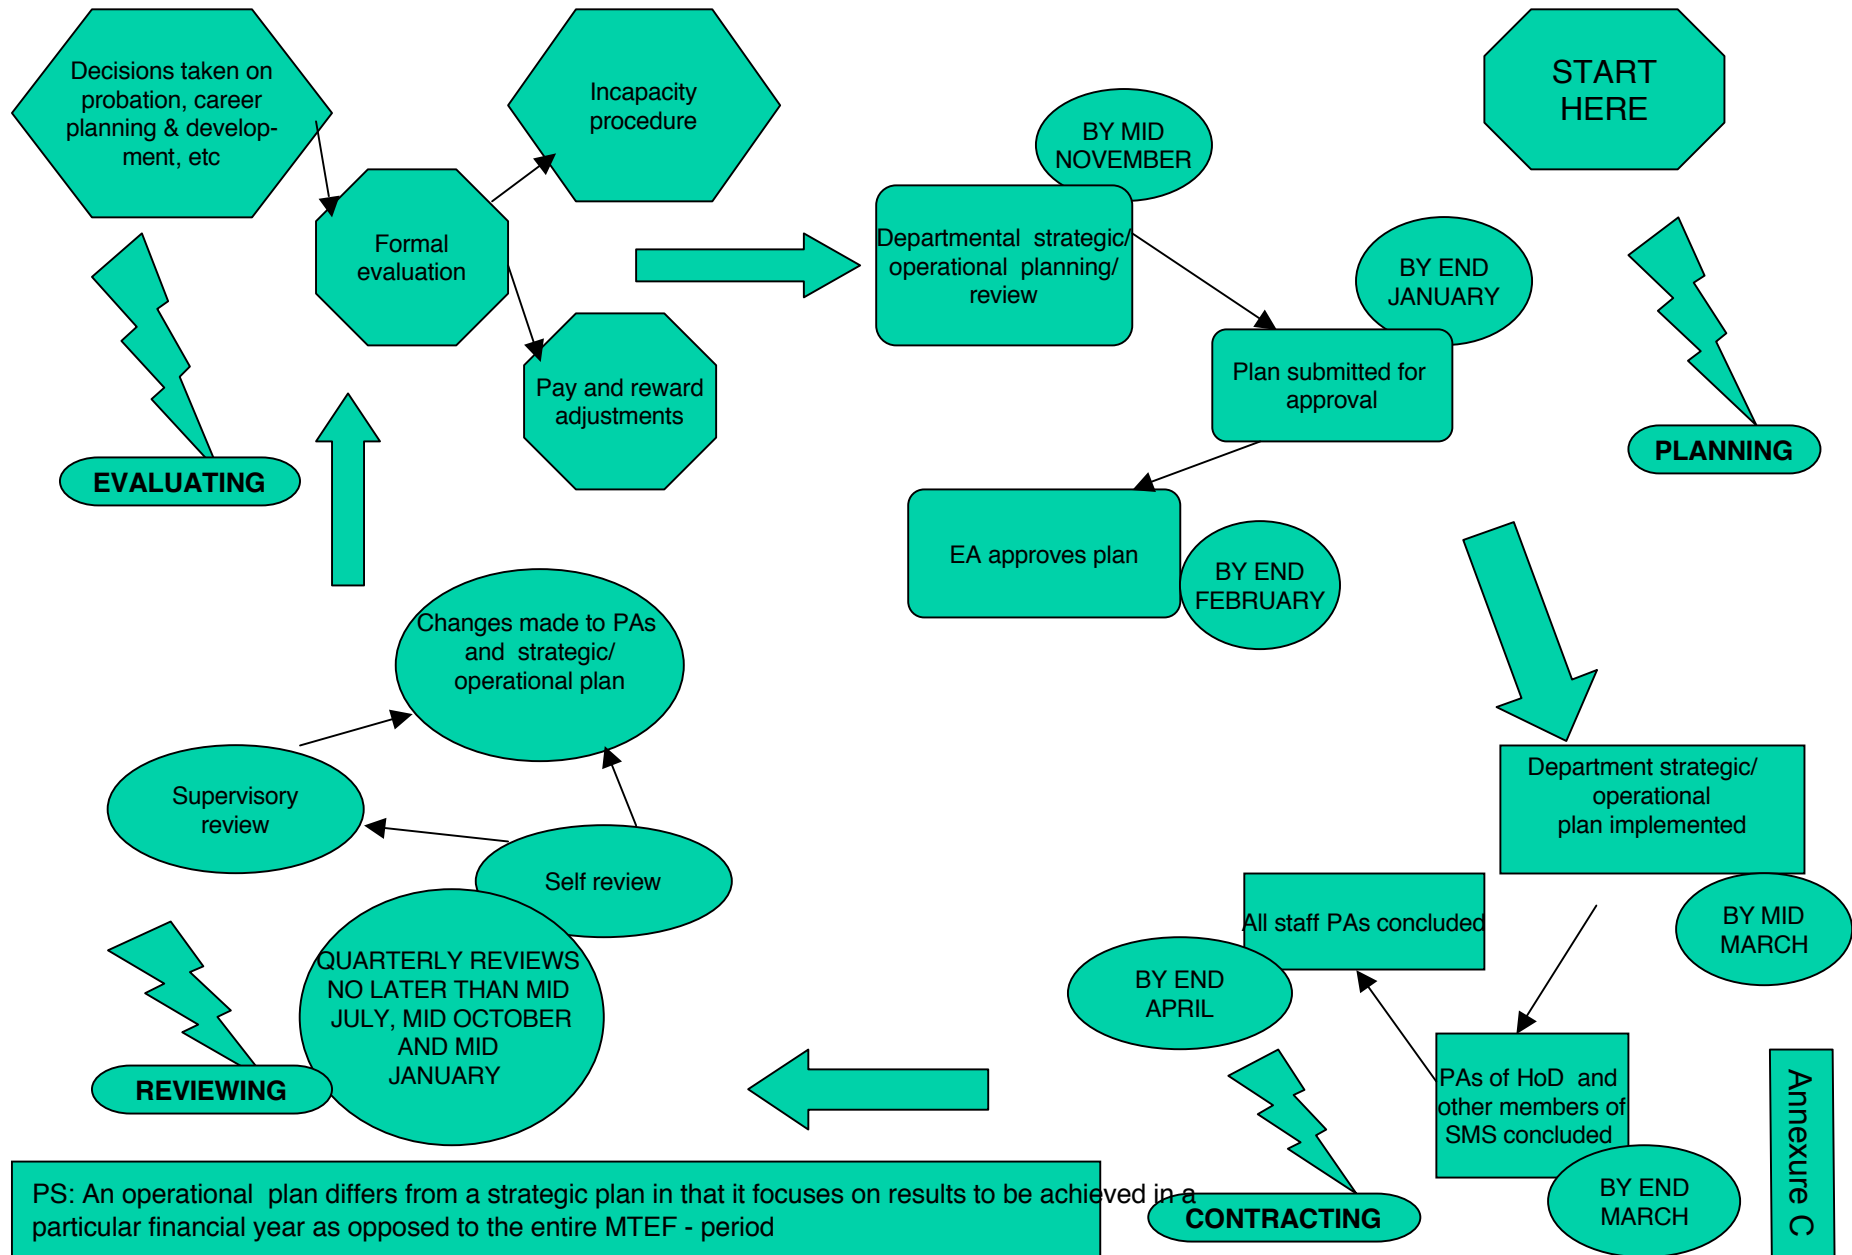 Decisions taken on
probation, career
planning & develop-
ment, etc
Incapacity
procedure
Formal
evaluation
Pay and reward
adjustments
EVALUATING
START
HERE
BY MID
NOVEMBER
Departmental strategic/
operational planning/
review
BY END
JANUARY
Plan submitted for
approval
PLANNING
EA approves plan
BY END
FEBRUARY
Department strategic/
operational
plan implemented
BY MID
MARCH
PAs of HoD and
other members of
SMS concluded
BY END
MARCH
All staff PAs concluded
BY END
APRIL
CONTRACTING
Changes made to PAs
and strategic/
operational plan
Supervisory
review
Self review
QUARTERLY REVIEWS
NO LATER THAN MID
JULY, MID OCTOBER
AND MID
JANUARY
REVIEWING
Annexure C
PS: An operational plan differs from a strategic plan in that it focuses on results to be achieved in a
particular financial year as opposed to the entire MTEF - period